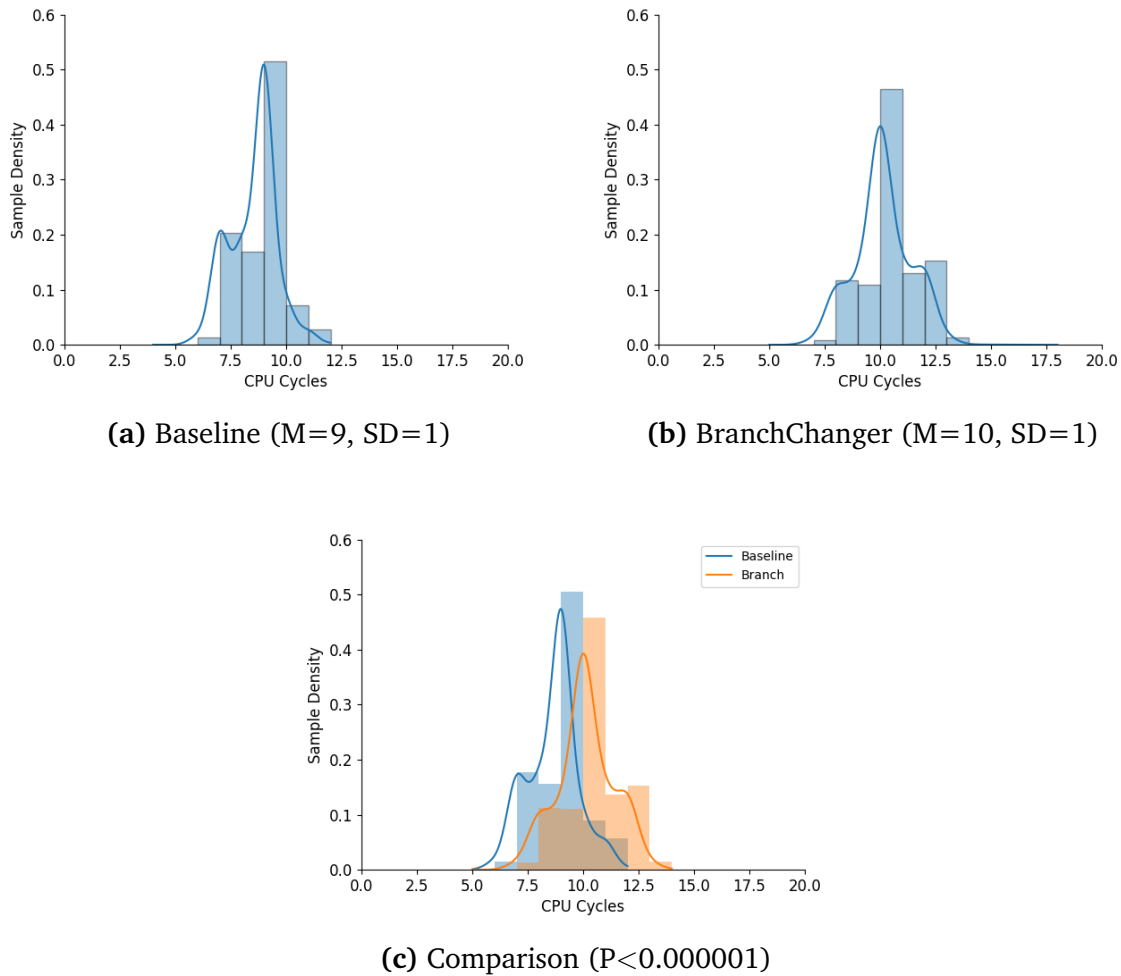 0.6
0.5
0.4
0.3
0.2
0.1
0.0
Sample Density
0.0 2.5 5.0 7.5 10.0 12.5 15.0 17.5 20.0
CPU Cycles
(a) Baseline (M=9, SD=1)
0.6
0.5
0.4
0.3
0.2
0.1
0.0
Sample Density
0.0 2.5 5.0 7.5 10.0 12.5 15.0 17.5 20.0
CPU Cycles
(b) BranchChanger (M=10, SD=1)
0.6
0.5
0.4
0.3
0.2
0.1
0.0
Sample Density
Baseline
Branch
0.0 2.5 5.0 7.5 10.0 12.5 15.0 17.5 20.0
CPU Cycles
(c) Comparison (P<0.000001)